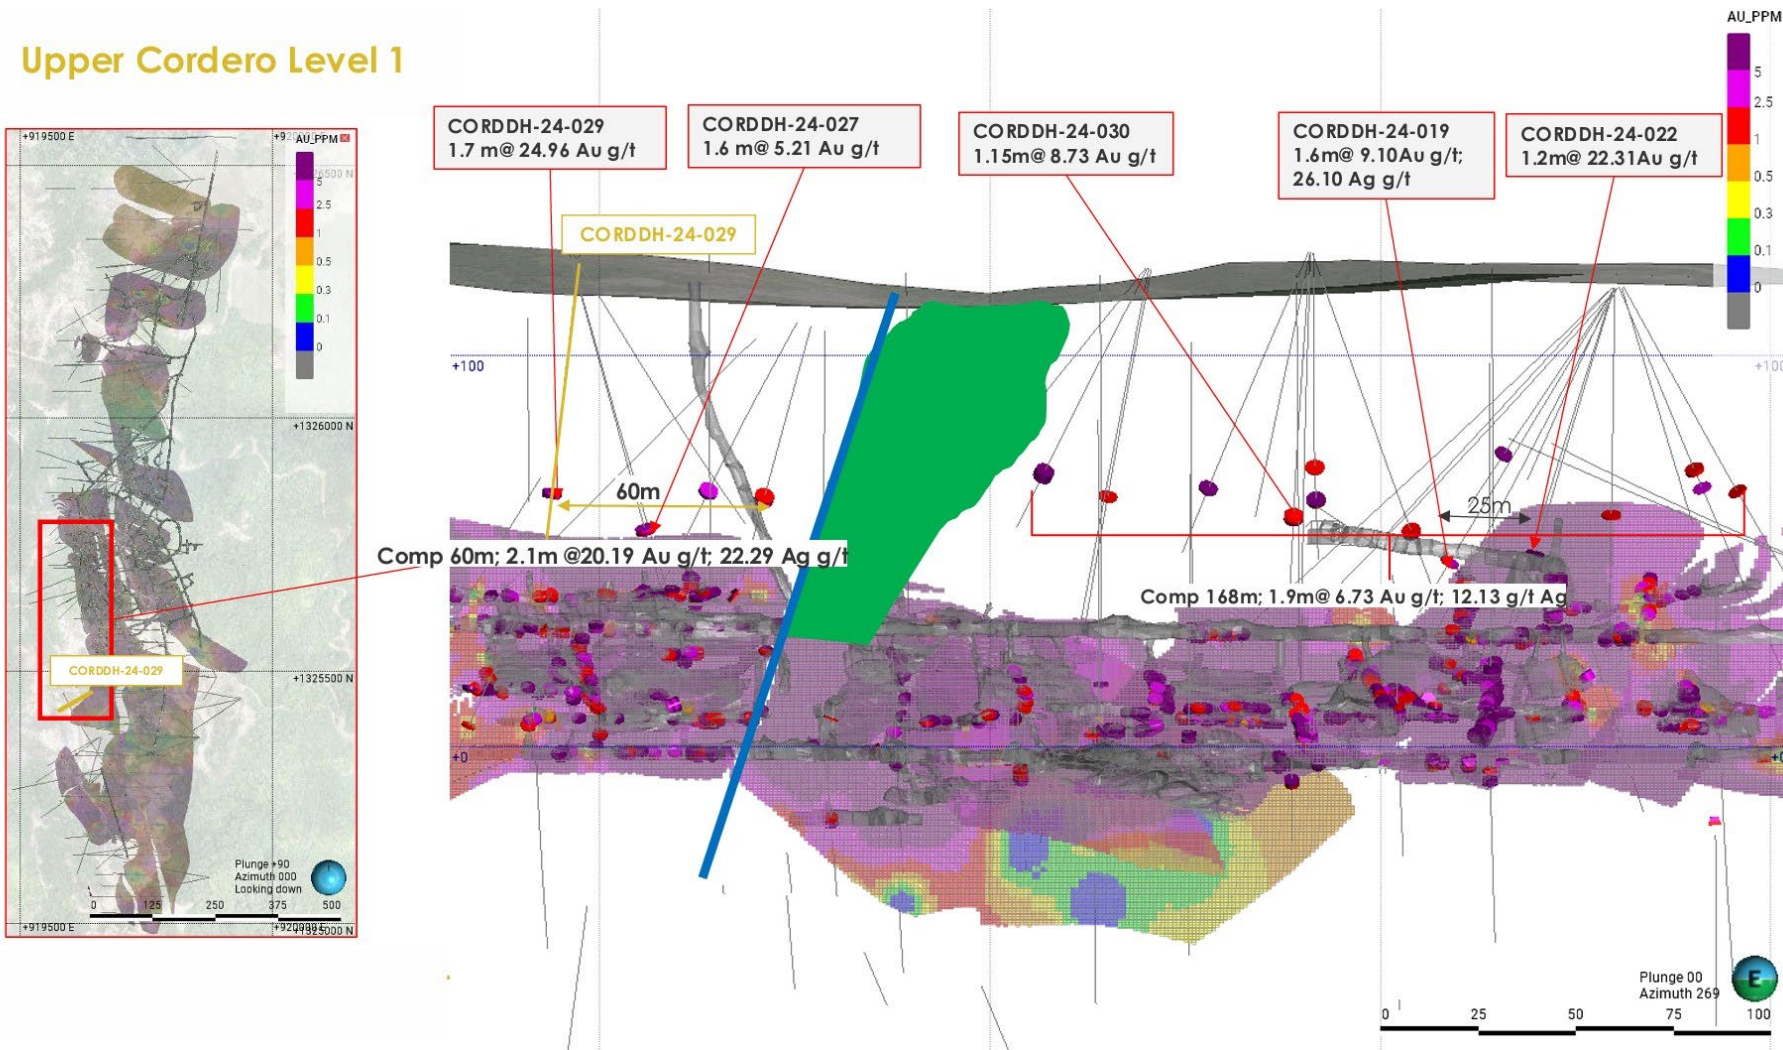 Upper Cordero Level 1
+919500 E
AU_PPM
5
2.5
1
0.5
0.3
0.1
0
+1326000 N
+1325500 N
CORDDH-24-029
Plunge +90
Azimuth 000
Looking down
0 125 250 375 500
+919500 E
+1325000 N
CORDDH-24-029
1.7 m@ 24.96 Au g/t
CORDDH-24-027
1.6 m@ 5.21 Au g/t
CORDDH-24-030
1.15m@ 8.73 Au g/t
CORDDH-24-019
1.6m@ 9.10Au g/t;
26.10 Ag g/t
CORDDH-24-022
1.2m@ 22.31Au g/t
AU_PPM
5
2.5
1
0.5
0.3
0.1
0
CORDDH-24-029
+100
+100
60m
25m
Comp 60m; 2.1m @20.19 Au g/t; 22.29 Ag g/t
Comp 168m; 1.9m@ 6.73 Au g/t; 12.13 g/t Ag
+0
Plunge 00
Azimuth 269
E
0 25 50 75 100